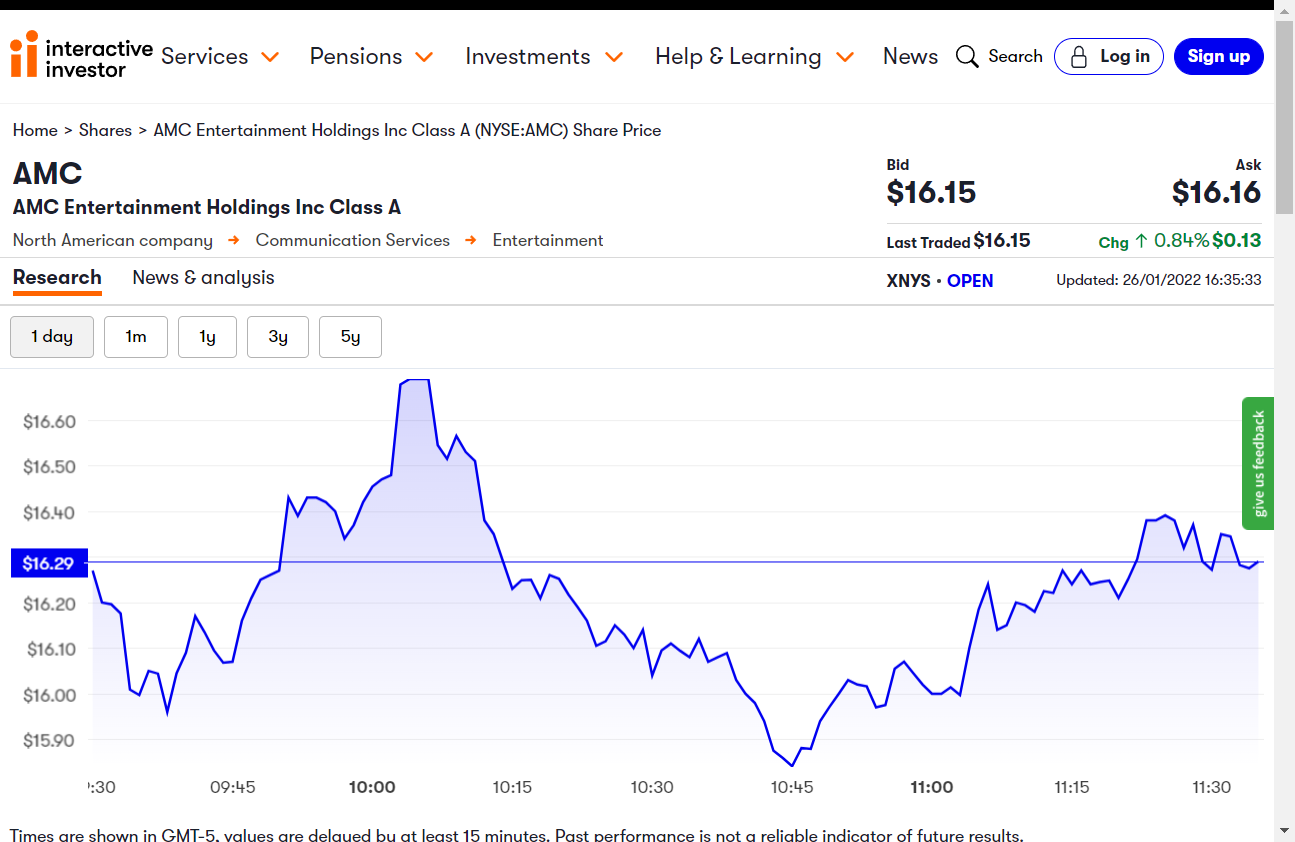 interactive investor
Services Pensions Investments Help & Learning News Search Log in Sign up
Home > Shares > AMC Entertainment Holdings Inc Class A (NYSE:AMC) Share Price
AMC
AMC Entertainment Holdings Inc Class A
North American company → Communication Services → Entertainment
Bid Ask
$16.15 $16.16
Last Traded $16.15 Chg ↑ 0.84% $0.13
Research News & analysis
XNYS • OPEN Updated: 26/01/2022 16:35:33
1 day 1m 1y 3y 5y
$16.60
$16.50
$16.40
$16.29
$16.20
$16.10
$16.00
$15.90
:30 09:45 10:00 10:15 10:30 10:45 11:00 11:15 11:30
give us feedback
Times are shown in GMT-5, values are delayed by at least 15 minutes. Past performance is not a reliable indicator of future results.